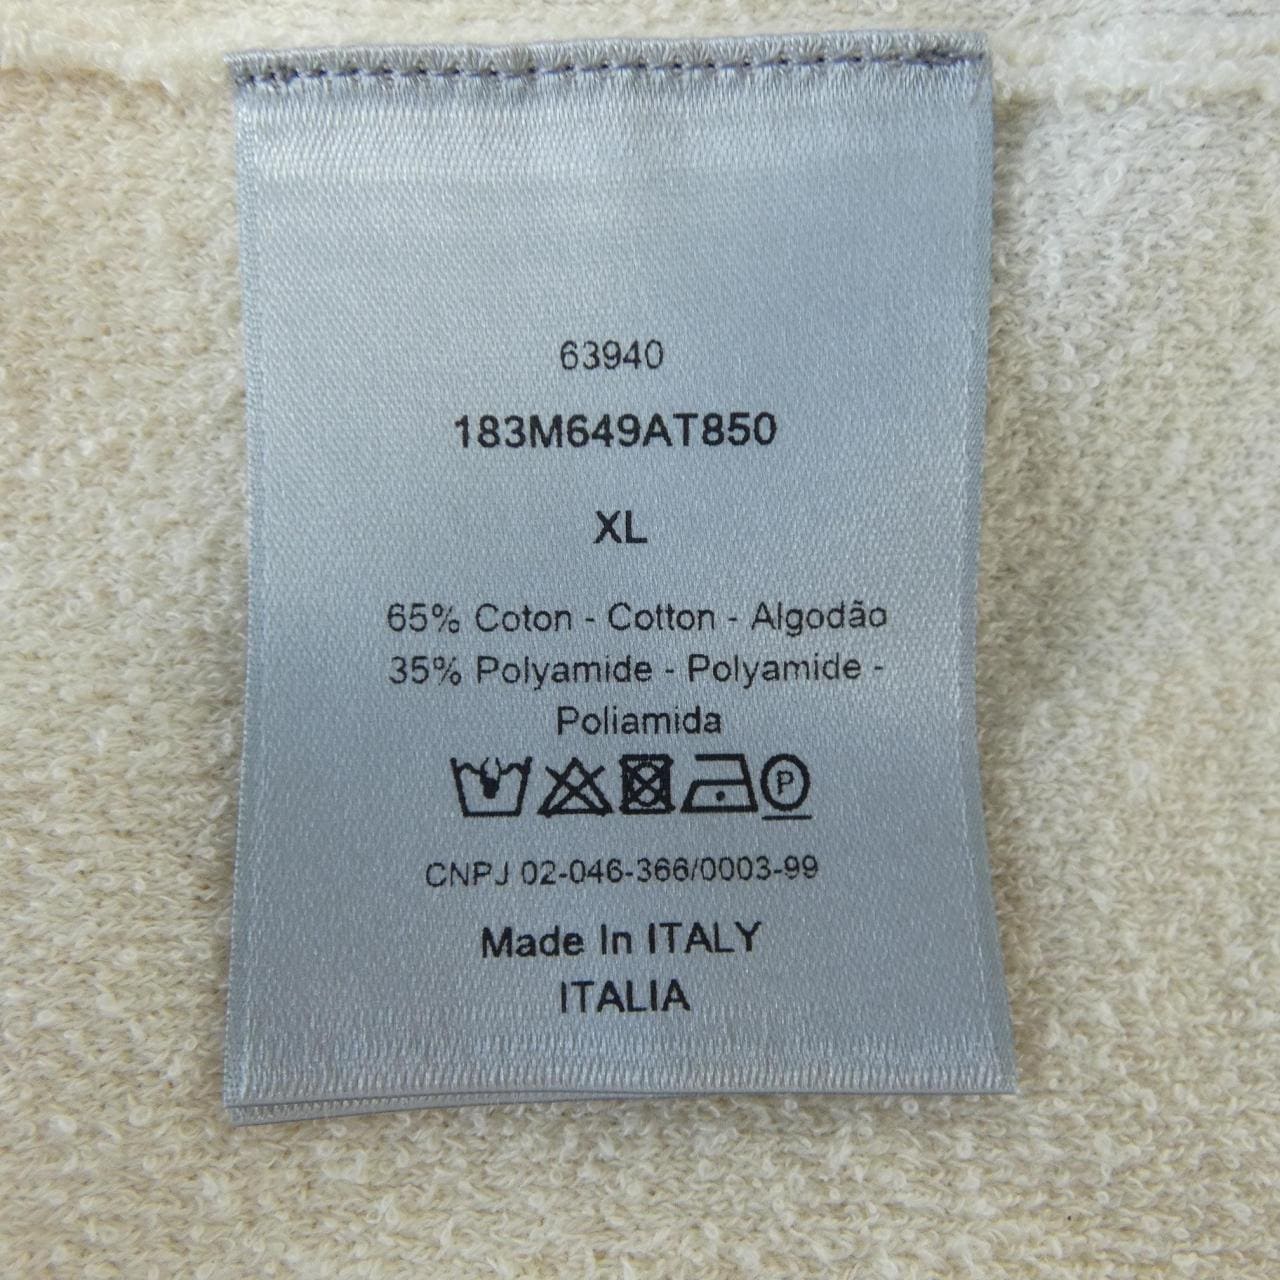 63940
183M649AT850
XL
65% Coton - Cotton - Algodão
35% Polyamide - Polyamide -
Poliamida
P
CNPJ 02-046-366/0003-99
Made In ITALY
ITALIA